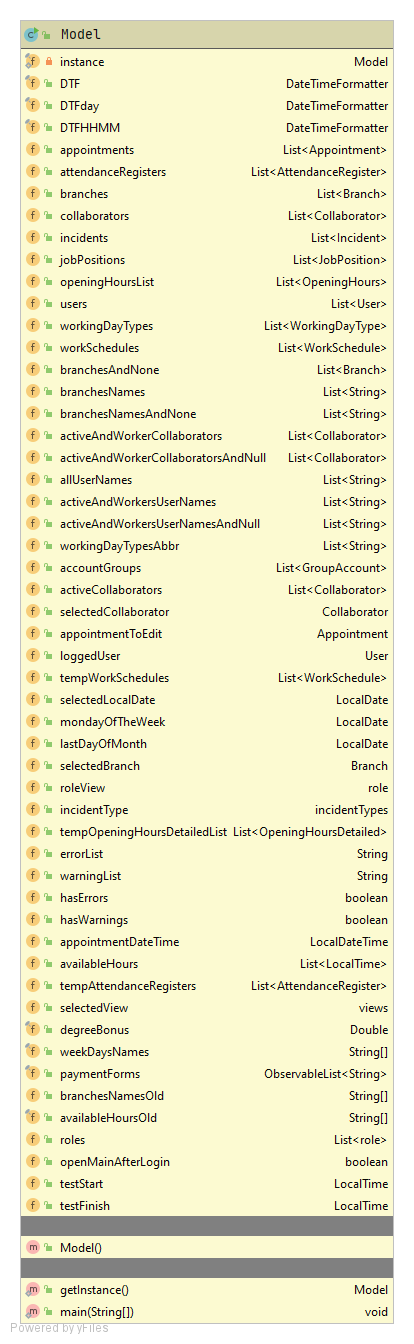 Model
instance Model
DTF DateTimeFormatter
DTFday DateTimeFormatter
DTFHHMM DateTimeFormatter
appointments List<Appointment>
attendanceRegisters List<AttendanceRegister>
branches List<Branch>
collaborators List<Collaborator>
incidents List<Incident>
jobPositions List<JobPosition>
openingHoursList List<OpeningHours>
users List<User>
workingDayTypes List<WorkingDayType>
workSchedules List<WorkSchedule>
branchesAndNone List<Branch>
branchesNames List<String>
branchesNamesAndNone List<String>
activeAndWorkerCollaborators List<Collaborator>
activeAndWorkerCollaboratorsAndNull List<Collaborator>
allUserNames List<String>
activeAndWorkersUserNames List<String>
activeAndWorkersUserNamesAndNull List<String>
workingDayTypesAbbr List<String>
accountGroups List<GroupAccount>
activeCollaborators List<Collaborator>
selectedCollaborator Collaborator
appointmentToEdit Appointment
loggedUser User
tempWorkSchedules List<WorkSchedule>
selectedLocalDate LocalDate
mondayOfTheWeek LocalDate
lastDayOfMonth LocalDate
selectedBranch Branch
roleView role
incidentType incidentTypes
tempOpeningHoursDetailedList List<OpeningHoursDetailed>
errorList String
warningList String
hasErrors boolean
hasWarnings boolean
appointmentDateTime LocalDateTime
availableHours List<LocalTime>
tempAttendanceRegisters List<AttendanceRegister>
selectedView views
degreeBonus Double
weekDaysNames String[]
paymentForms ObservableList<String>
branchesNamesOld String[]
availableHoursOld String[]
roles List<role>
openMainAfterLogin boolean
testStart LocalTime
testFinish LocalTime
Model()
getInstance() Model
main(String[]) void
Powered by yFiles